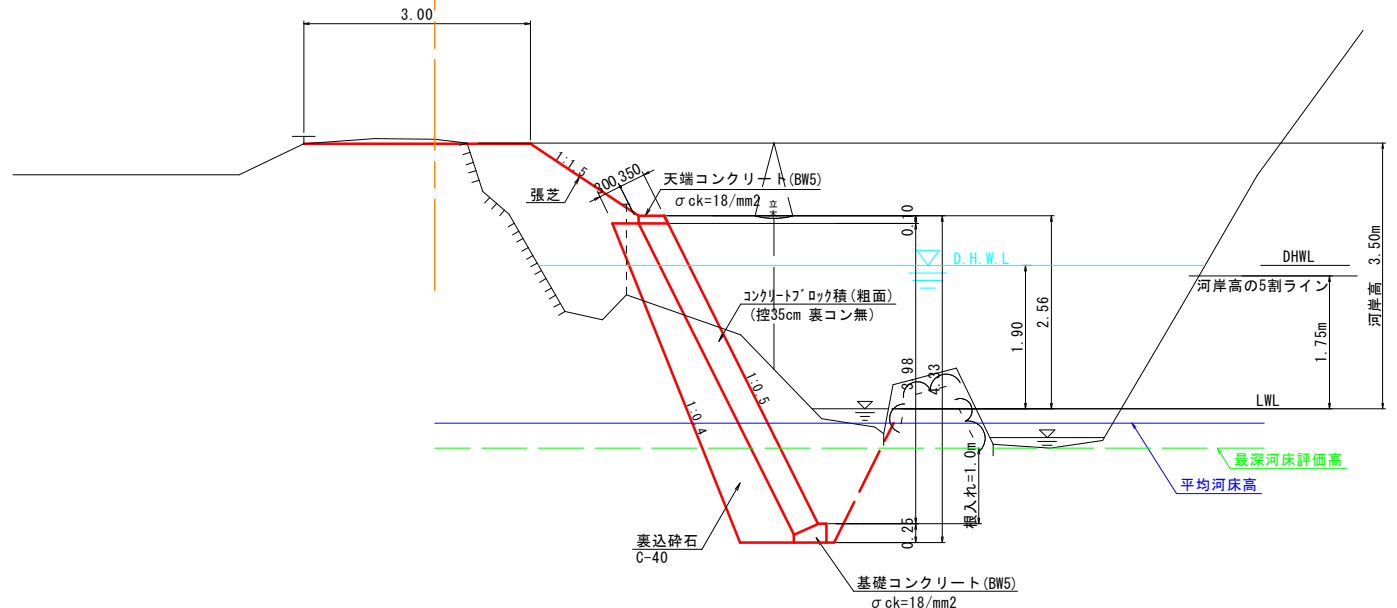 3.00
1:1.5
張芝
300
350
天端コンクリート(BW5)
σck=18/mm2
立木
0.10
D.H.W.L
DHWL
河岸高の5割ライン
河岸高 3.50m
コンクリートブロック積(粗面)
(控35cm 裏コン無)
1.90
2.56
1.75m
3.98
4.33
1:0.5
1:0.4
LWL
最深河床評価高
平均河床高
根入れ=1.0m
0.25
裏込砕石
C-40
基礎コンクリート(BW5)
σck=18/mm2